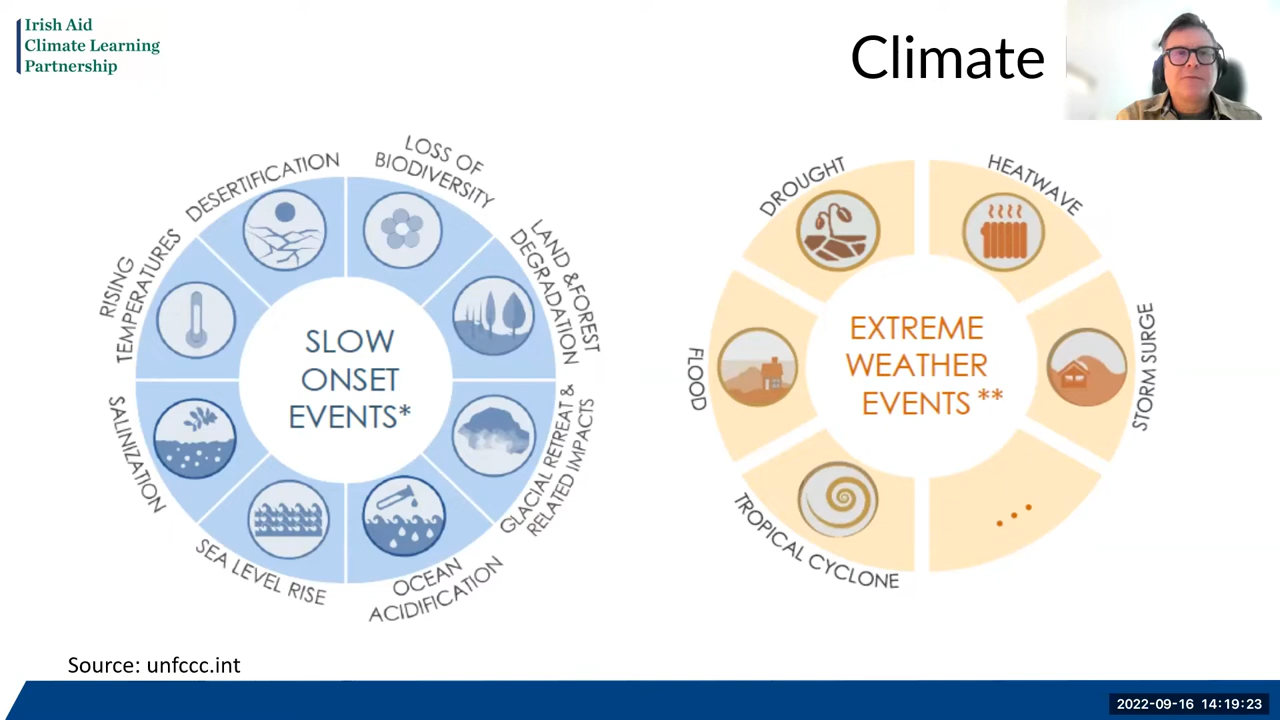 Irish Aid
Climate Learning
Partnership
Climate
LOSS OF
BIODIVERSITY
DESERTIFICATION
LAND & FOREST
DEGRADATION
RISING
TEMPERATURES
SLOW
ONSET
EVENTS*
SALINIZATION
GLACIAL RETREAT &
RELATED IMPACTS
SEA LEVEL RISE
OCEAN
ACIDIFICATION
DROUGHT
HEATWAVE
FLOOD
EXTREME
WEATHER
EVENTS **
STORM SURGE
TROPICAL CYCLONE
...
Source: unfccc.int
2022-09-16 14:19:23